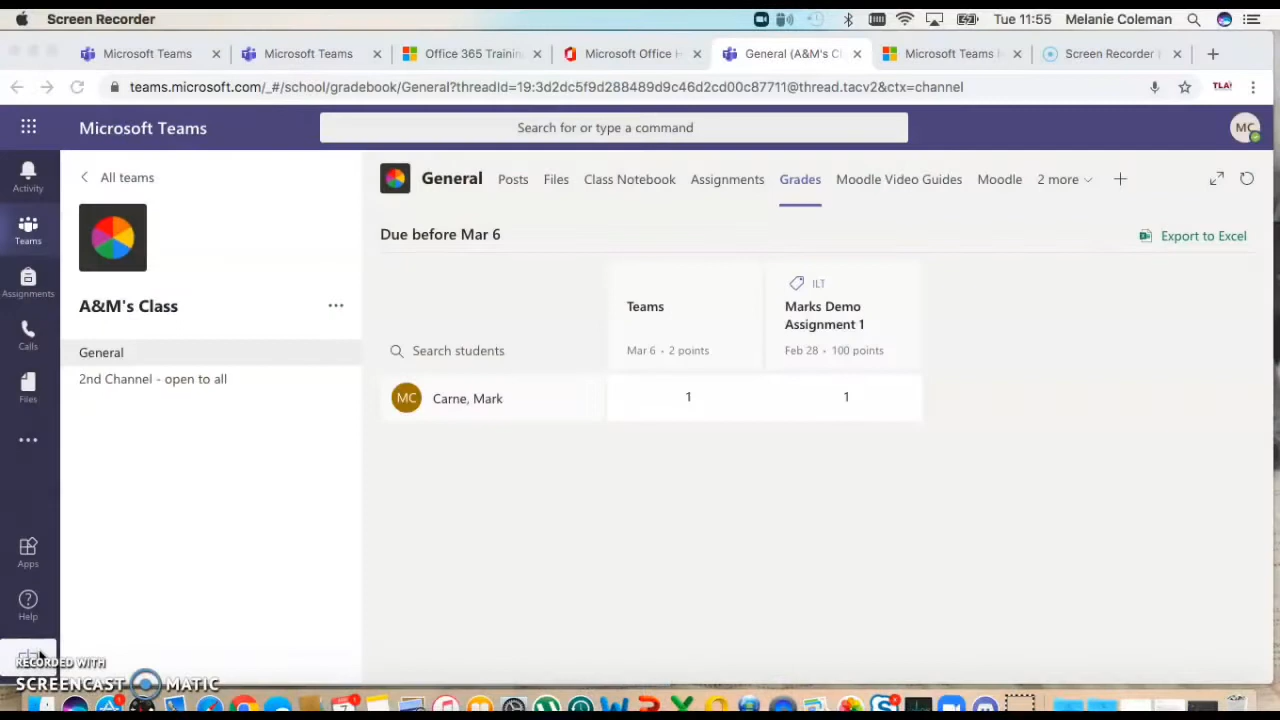 Screen Recorder
Tue 11:55
Melanie Coleman
Microsoft Teams
Microsoft Teams
Office 365 Trainin
Microsoft Office H
General (A&M's Cl
Microsoft Teams
Screen Recorder
teams.microsoft.com/_#/school/gradebook/General?threadId=19:3d2dc5f9d288489d9c46d2cd00c87711@thread.tacv2&ctx=channel
TLA
Microsoft Teams
Search for or type a command
MC
Activity
Teams
Assignments
Calls
Files
Apps
Help
All teams
A&M's Class
General
2nd Channel - open to all
General
Posts
Files
Class Notebook
Assignments
Grades
Moodle Video Guides
Moodle
2 more
Due before Mar 6
Export to Excel
Search students
Teams
Mar 6 • 2 points
ILT
Marks Demo
Assignment 1
Feb 28 • 100 points
MC
Carne, Mark
1
1
RECORDED WITH
SCREENCAST MATIC